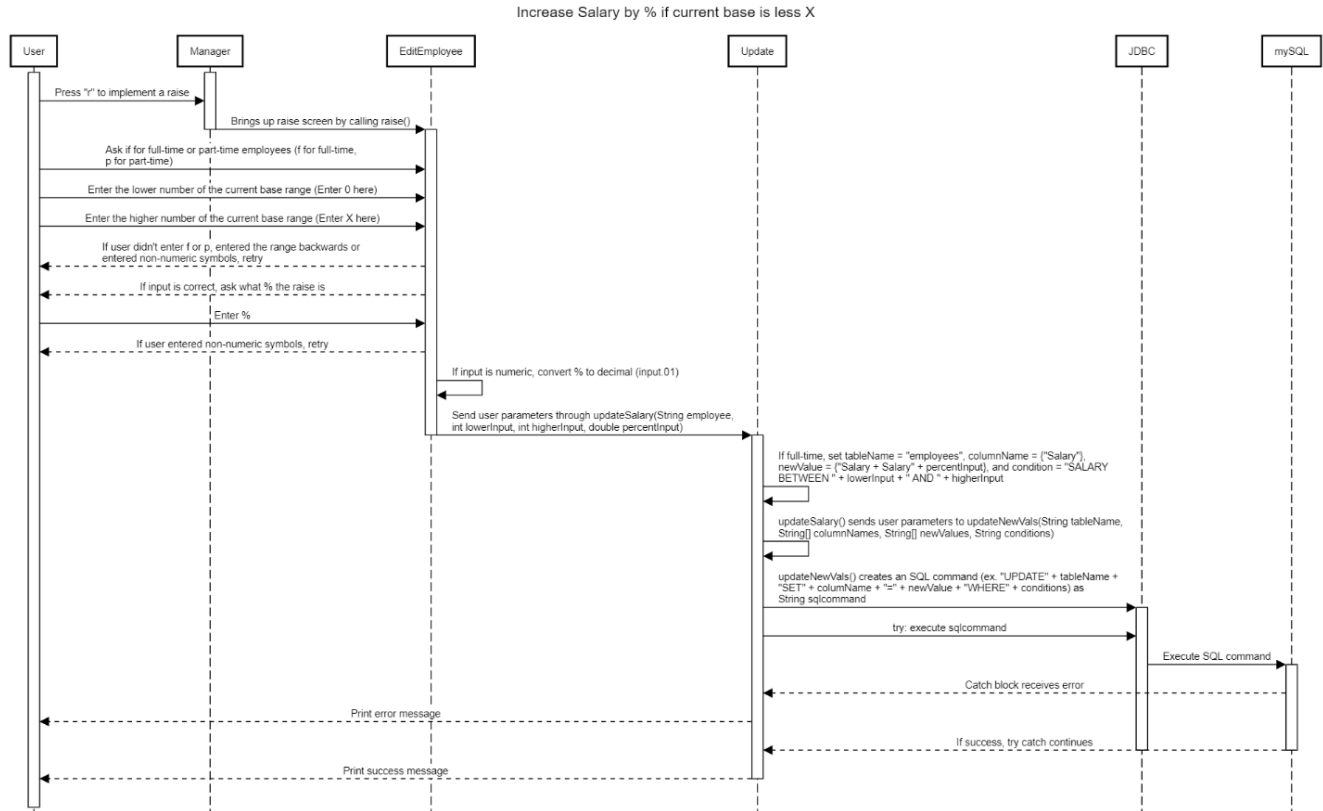 Increase Salary by % if current base is less X
User
Manager
EditEmployee
Update
JDBC
mySQL
Press "r" to implement a raise
Brings up raise screen by calling raise()
Ask if for full-time or part-time employees (f for full-time,
p for part-time)
Enter the lower number of the current base range (Enter 0 here)
Enter the higher number of the current base range (Enter X here)
If user didn't enter f or p, entered the range backwards or
entered non-numeric symbols, retry
If input is correct, ask what % the raise is
Enter %
If user entered non-numeric symbols, retry
If input is numeric, convert % to decimal (input.01)
Send user parameters through updateSalary(String employee,
int lowerInput, int higherInput, double percentInput)
If full-time, set tableName = "employees", columnName = {"Salary"},
newValue = {"Salary + Salary" + percentInput}, and condition = "SALARY
BETWEEN " + lowerInput + " AND " + higherInput
updateSalary() sends user parameters to updateNewVals(String tableName,
String[] columnNames, String[] newValues, String conditions)
updateNewVals() creates an SQL command (ex. "UPDATE" + tableName +
"SET" + columName + "=" + newValue + "WHERE" + conditions) as
String sqlcommand
try: execute sqlcommand
Execute SQL command
Catch block receives error
Print error message
If success, try catch continues
Print success message